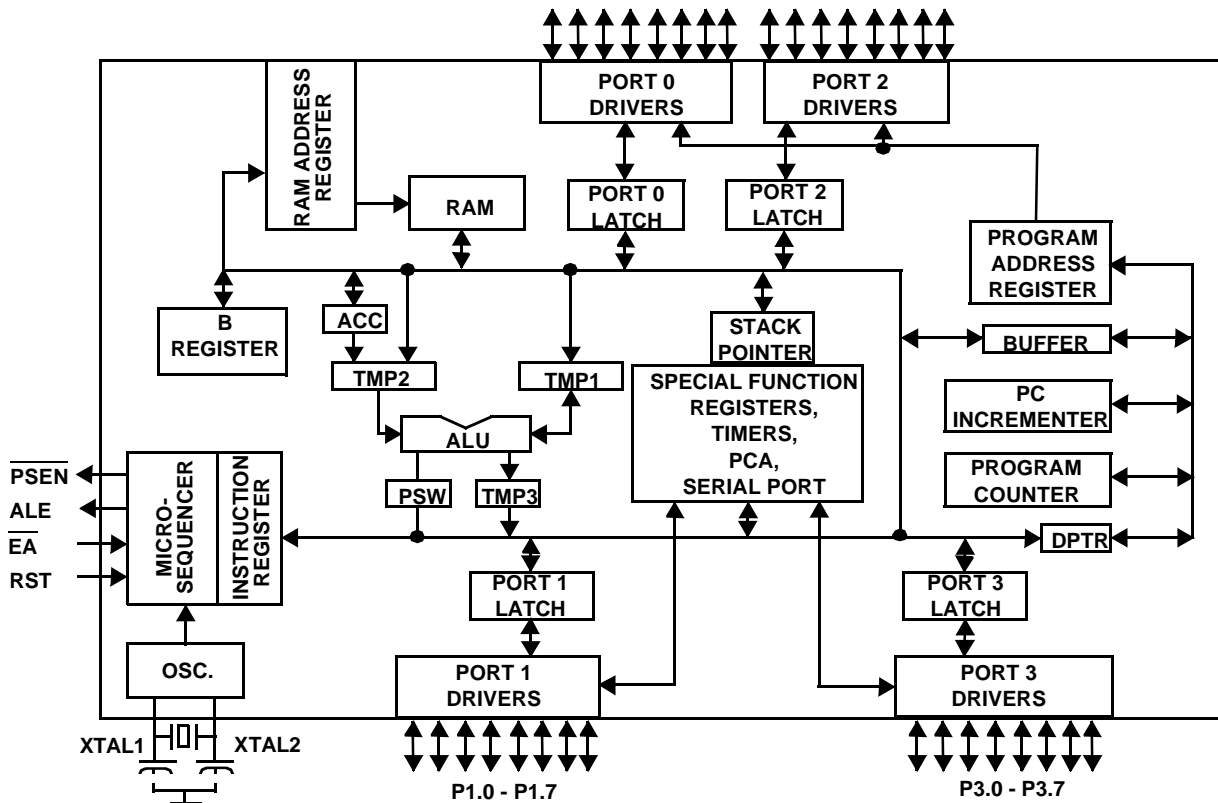 PORT 0
DRIVERS
PORT 2
DRIVERS
RAM ADDRESS
REGISTER
RAM
PORT 0
LATCH
PORT 2
LATCH
PROGRAM
ADDRESS
REGISTER
B
REGISTER
ACC
STACK
POINTER
BUFFER
TMP2
TMP1
SPECIAL FUNCTION
REGISTERS,
TIMERS,
PCA,
SERIAL PORT
PC
INCREMENTER
ALU
PROGRAM
COUNTER
PSEN
ALE
EA
RST
MICRO-
SEQUENCER
INSTRUCTION
REGISTER
PSW
TMP3
DPTR
PORT 1
LATCH
PORT 3
LATCH
OSC.
PORT 1
DRIVERS
PORT 3
DRIVERS
XTAL1
XTAL2
P1.0 - P1.7
P3.0 - P3.7